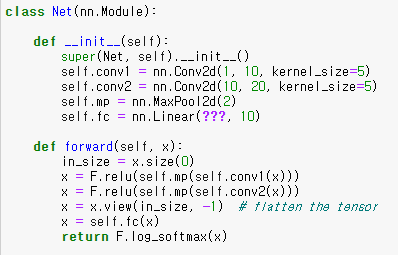 class Net(nn.Module):
def __init__(self):
super(Net, self).__init__()
self.conv1 = nn.Conv2d(1, 10, kernel_size=5)
self.conv2 = nn.Conv2d(10, 20, kernel_size=5)
self.mp = nn.MaxPool2d(2)
self.fc = nn.Linear(???, 10)
def forward(self, x):
in_size = x.size(0)
x = F.relu(self.mp(self.conv1(x)))
x = F.relu(self.mp(self.conv2(x)))
x = x.view(in_size, -1)  # flatten the tensor
x = self.fc(x)
return F.log_softmax(x)